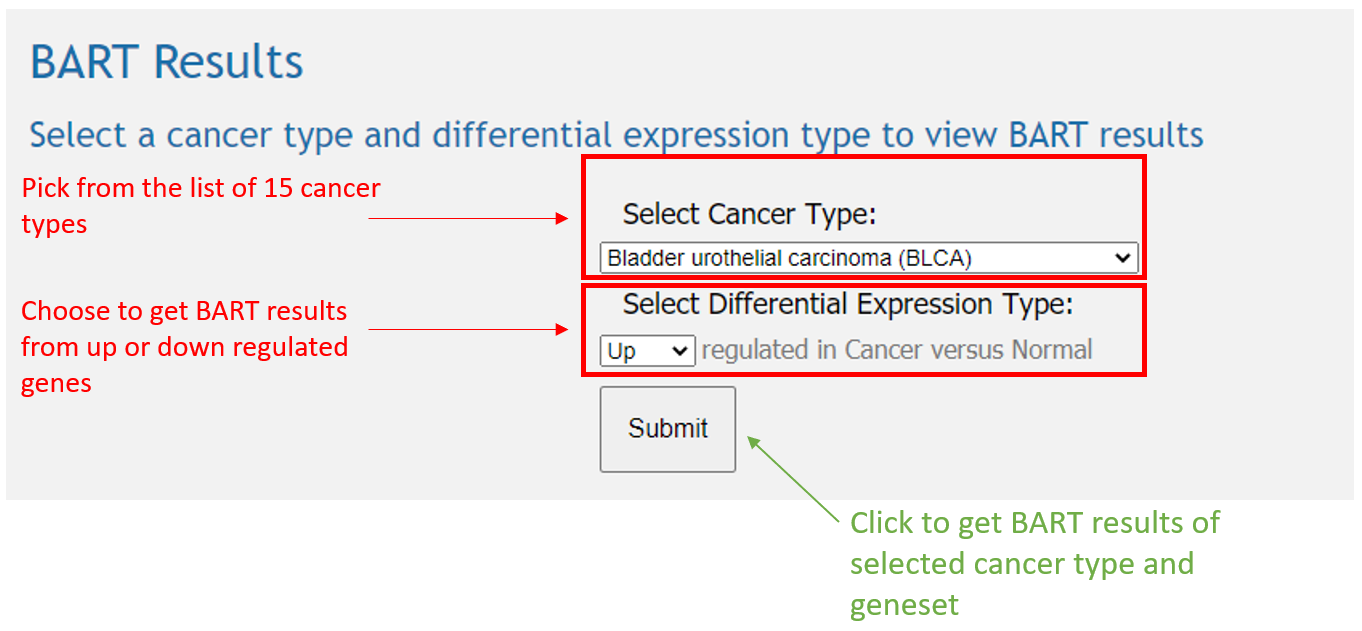 BART Results
Select a cancer type and differential expression type to view BART results
Pick from the list of 15 cancer
types
Select Cancer Type:
Bladder urothelial carcinoma (BLCA)
Choose to get BART results
from up or down regulated
genes
Select Differential Expression Type:
Up regulated in Cancer versus Normal
Submit
Click to get BART results of
selected cancer type and
geneset